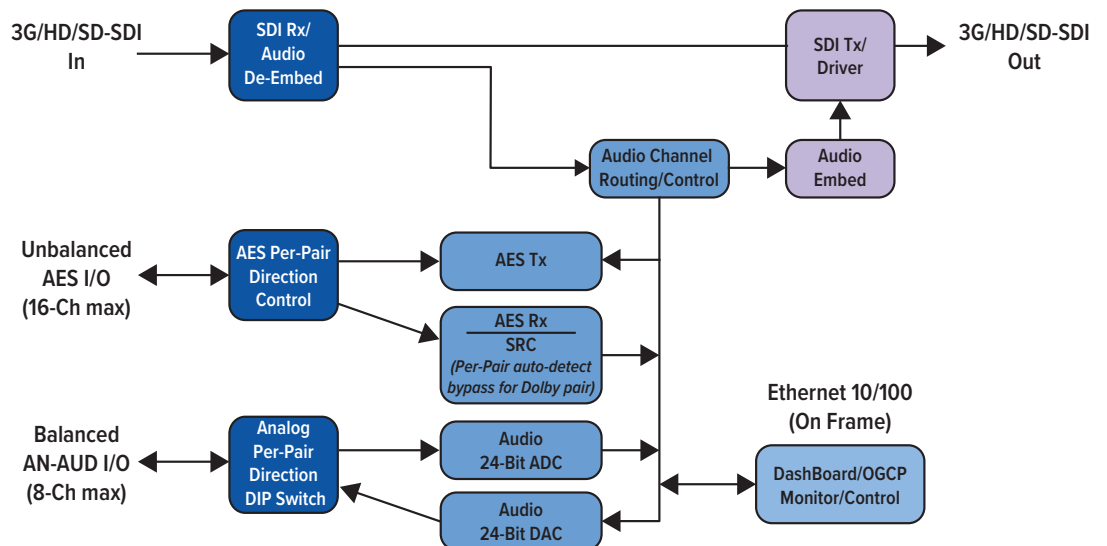 3G/HD/SD-SDI
In
SDI Rx/
Audio
De-Embed
SDI Tx/
Driver
3G/HD/SD-SDI
Out
Audio Channel
Routing/Control
Audio
Embed
Unbalanced
AES I/O
(16-Ch max)
AES Per-Pair
Direction
Control
AES Tx
AES Rx
SRC
(Per-Pair auto-detect
bypass for Dolby pair)
Balanced
AN-AUD I/O
(8-Ch max)
Analog
Per-Pair
Direction
DIP Switch
Audio
24-Bit ADC
Audio
24-Bit DAC
Ethernet 10/100
(On Frame)
DashBoard/OGCP
Monitor/Control